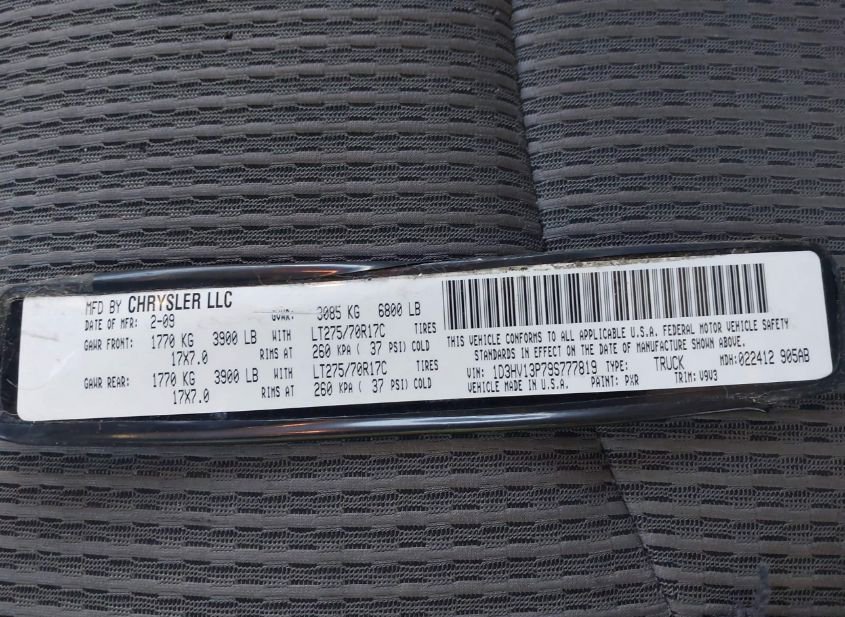 MFD BY CHRYSLER LLC
DATE OF MFR: 2-09 GVWR: 3085 KG 6800 LB
GAWR FRONT: 1770 KG 3900 LB WITH LT275/70R17C TIRES
17X7.0 RIMS AT 260 KPA ( 37 PSI) COLD
GAWR REAR: 1770 KG 3900 LB WITH LT275/70R17C TIRES
17X7.0 RIMS AT 260 KPA ( 37 PSI) COLD
THIS VEHICLE CONFORMS TO ALL APPLICABLE U.S.A. FEDERAL MOTOR VEHICLE SAFETY
STANDARDS IN EFFECT ON THE DATE OF MANUFACTURE SHOWN ABOVE.
VIN: 1D3HV13P79S777819 TYPE: TRUCK MDH: 022412 905AB
VEHICLE MADE IN U.S.A. PAINT: PXR TRIM: V9V3